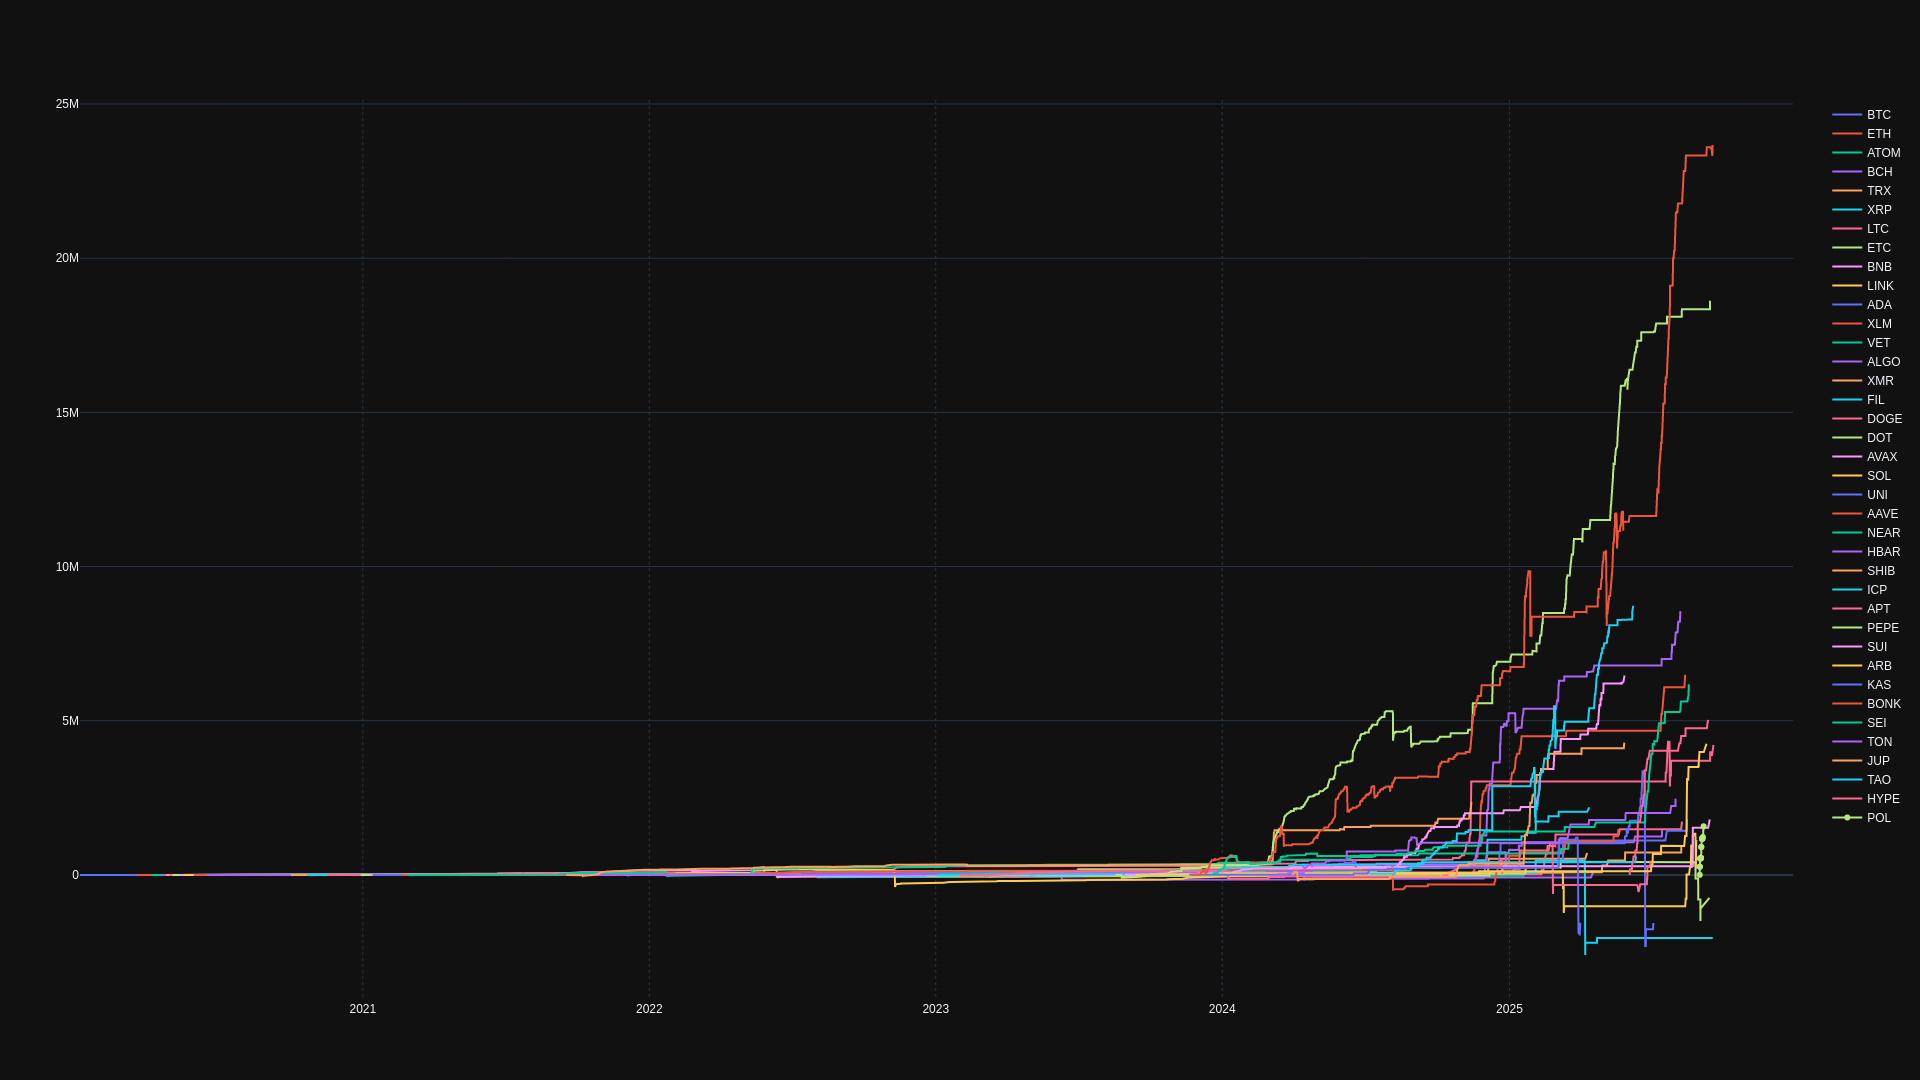 25M
20M
15M
10M
5M
0
2021
2022
2023
2024
2025
BTC
ETH
ATOM
BCH
TRX
XRP
LTC
ETC
BNB
LINK
ADA
XLM
VET
ALGO
XMR
FIL
DOGE
DOT
AVAX
SOL
UNI
AAVE
NEAR
HBAR
SHIB
ICP
APT
PEPE
SUI
ARB
KAS
BONK
SEI
TON
JUP
TAO
HYPE
POL